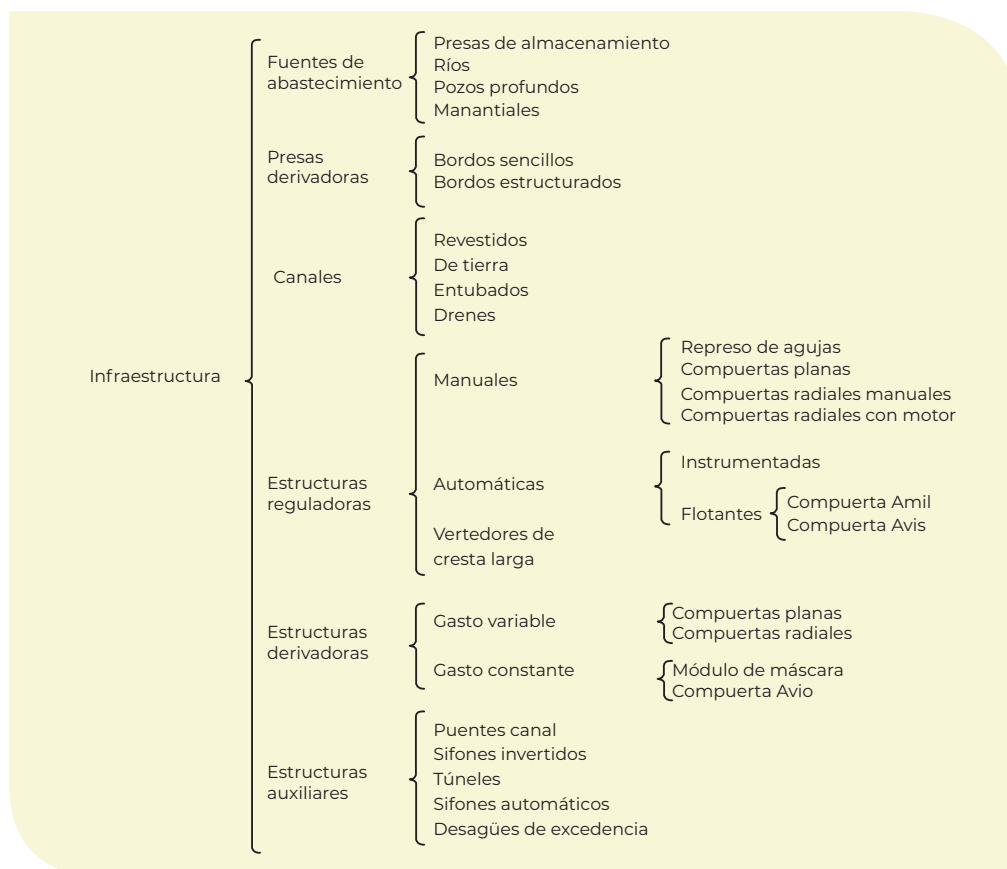 Infraestructura
Fuentes de
abastecimiento
Presas de almacenamiento
Ríos
Pozos profundos
Manantiales
Presas
derivadoras
Bordos sencillos
Bordos estructurados
Canales
Revestidos
De tierra
Entubados
Drenes
Estructuras
reguladoras
Manuales
Represo de agujas
Compuertas planas
Compuertas radiales manuales
Compuertas radiales con motor
Automáticas
Instrumentadas
Flotantes
Compuerta Amil
Compuerta Avis
Vertedores de
cresta larga
Estructuras
derivadoras
Gasto variable
Compuertas planas
Compuertas radiales
Gasto constante
Módulo de máscara
Compuerta Avio
Estructuras
auxiliares
Puentes canal
Sifones invertidos
Túneles
Sifones automáticos
Desagües de excedencia